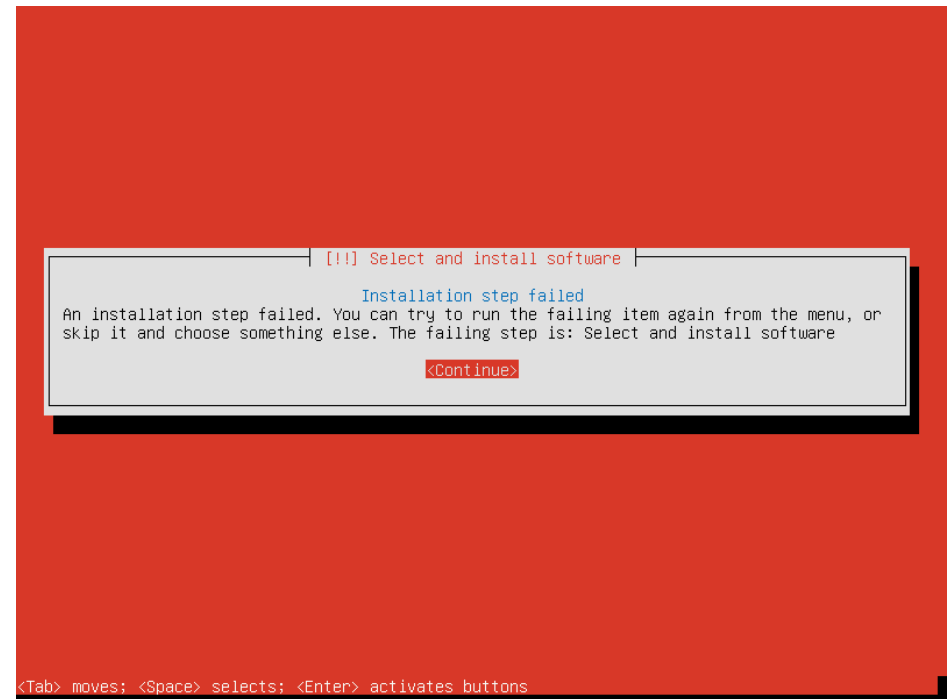 [!!] Select and install software
Installation step failed
An installation step failed. You can try to run the failing item again from the menu, or
skip it and choose something else. The failing step is: Select and install software
<Continue>
<Tab> moves; <Space> selects; <Enter> activates buttons